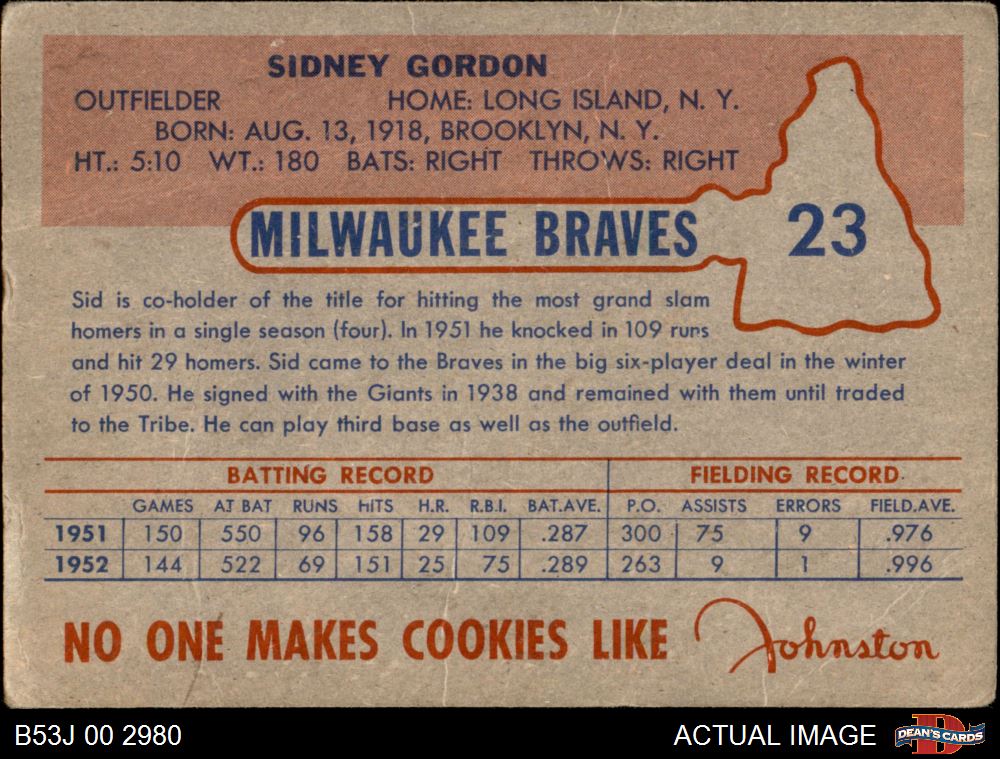 SIDNEY GORDON
OUTFIELDER HOME: LONG ISLAND, N. Y.
BORN: AUG. 13, 1918, BROOKLYN, N. Y.
HT.: 5:10 WT.: 180 BATS: RIGHT THROWS: RIGHT
MILWAUKEE BRAVES 23
Sid is co-holder of the title for hitting the most grand slam
homers in a single season (four). In 1951 he knocked in 109 runs
and hit 29 homers. Sid came to the Braves in the big six-player deal in the winter
of 1950. He signed with the Giants in 1938 and remained with them until traded
to the Tribe. He can play third base as well as the outfield.
BATTING RECORD FIELDING RECORD
GAMES AT BAT RUNS HITS H.R. R.B.I. BAT.AVE. P.O. ASSISTS ERRORS FIELD.AVE.
1951 150 550 96 158 29 109 .287 300 75 9 .976
1952 144 522 69 151 25 75 .289 263 9 1 .996
NO ONE MAKES COOKIES LIKE Johnston
B53J 00 2980 ACTUAL IMAGE D DEAN'S CARDS